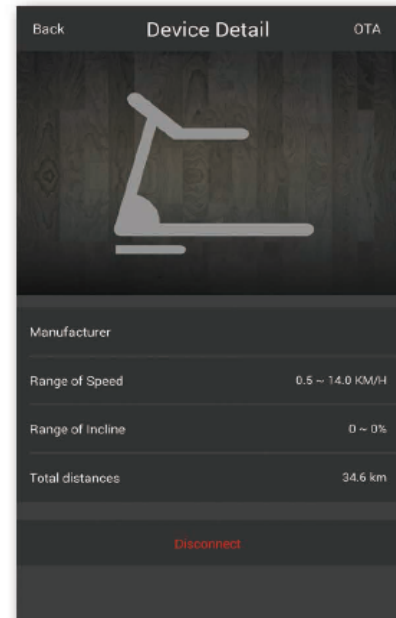 Back Device Detail OTA
Manufacturer
Range of Speed 0.5 ~ 14.0 KM/H
Range of Incline 0 ~ 0%
Total distances 34.6 km
Disconnect